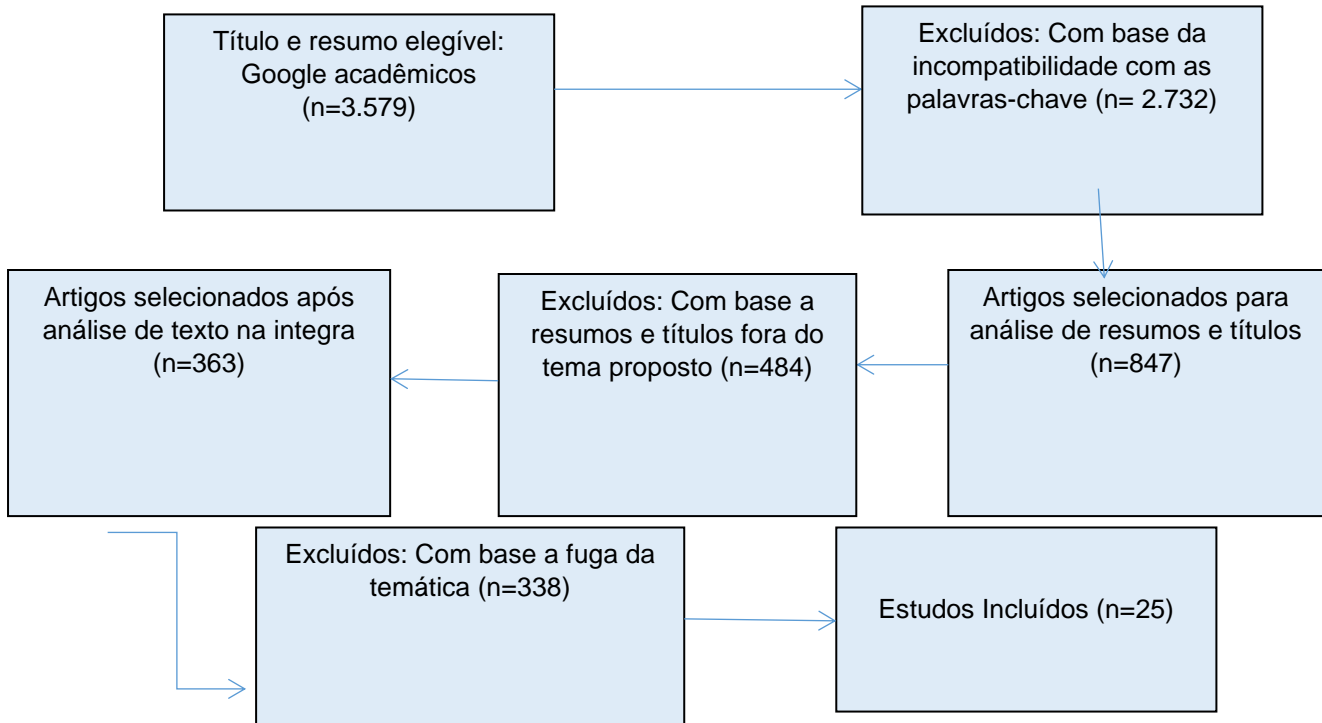 Título e resumo elegível:
Google acadêmicos
(n=3.579)
Excluídos: Com base da
incompatibilidade com as
palavras-chave (n= 2.732)
Artigos selecionados para
análise de resumos e títulos
(n=847)
Excluídos: Com base a
resumos e títulos fora do
tema proposto (n=484)
Artigos selecionados após
análise de texto na integra
(n=363)
Excluídos: Com base a fuga da
temática (n=338)
Estudos Incluídos (n=25)